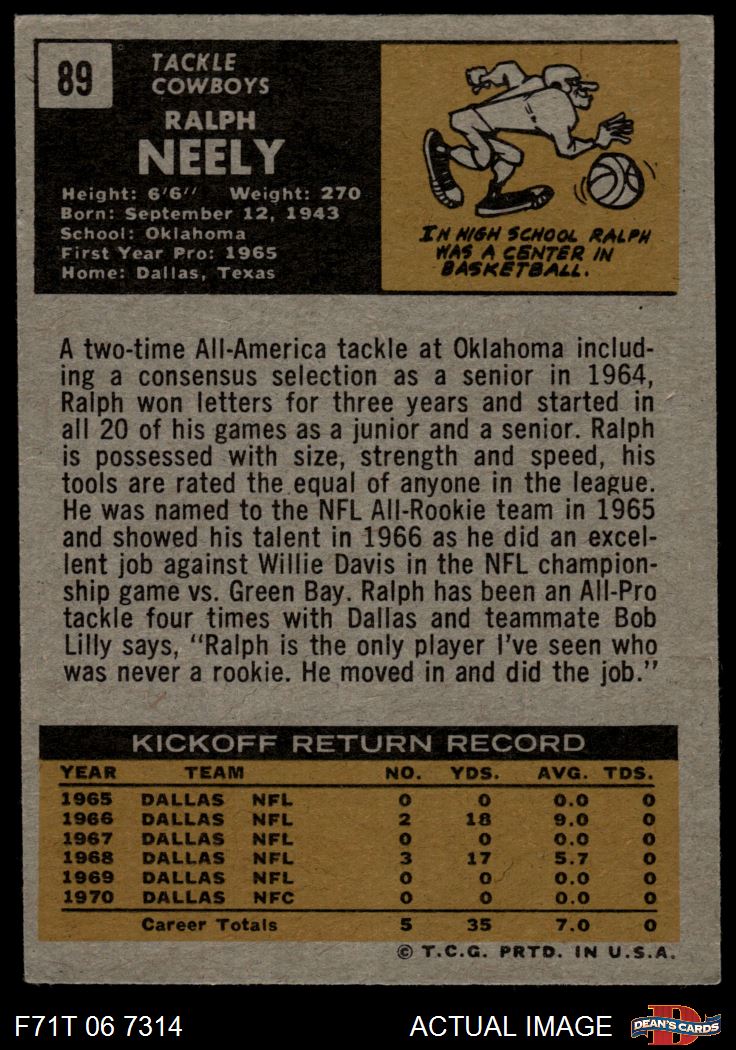 89
TACKLE
COWBOYS
RALPH
NEELY
Height: 6'6" Weight: 270
Born: September 12, 1943
School: Oklahoma
First Year Pro: 1965
Home: Dallas, Texas
IN HIGH SCHOOL RALPH
WAS A CENTER IN
BASKETBALL.
A two-time All-America tackle at Oklahoma includ-
ing a consensus selection as a senior in 1964,
Ralph won letters for three years and started in
all 20 of his games as a junior and a senior. Ralph
is possessed with size, strength and speed, his
tools are rated the equal of anyone in the league.
He was named to the NFL All-Rookie team in 1965
and showed his talent in 1966 as he did an excel-
lent job against Willie Davis in the NFL champion-
ship game vs. Green Bay. Ralph has been an All-Pro
tackle four times with Dallas and teammate Bob
Lilly says, "Ralph is the only player I've seen who
was never a rookie. He moved in and did the job."
KICKOFF RETURN RECORD
YEAR TEAM NO. YDS. AVG. TDS.
1965 DALLAS NFL 0 0 0.0 0
1966 DALLAS NFL 2 18 9.0 0
1967 DALLAS NFL 0 0 0.0 0
1968 DALLAS NFL 3 17 5.7 0
1969 DALLAS NFL 0 0 0.0 0
1970 DALLAS NFC 0 0 0.0 0
Career Totals 5 35 7.0 0
© T.C.G. PRTD. IN U.S.A.
F71T 06 7314 ACTUAL IMAGE
D
DEAN'S CARDS